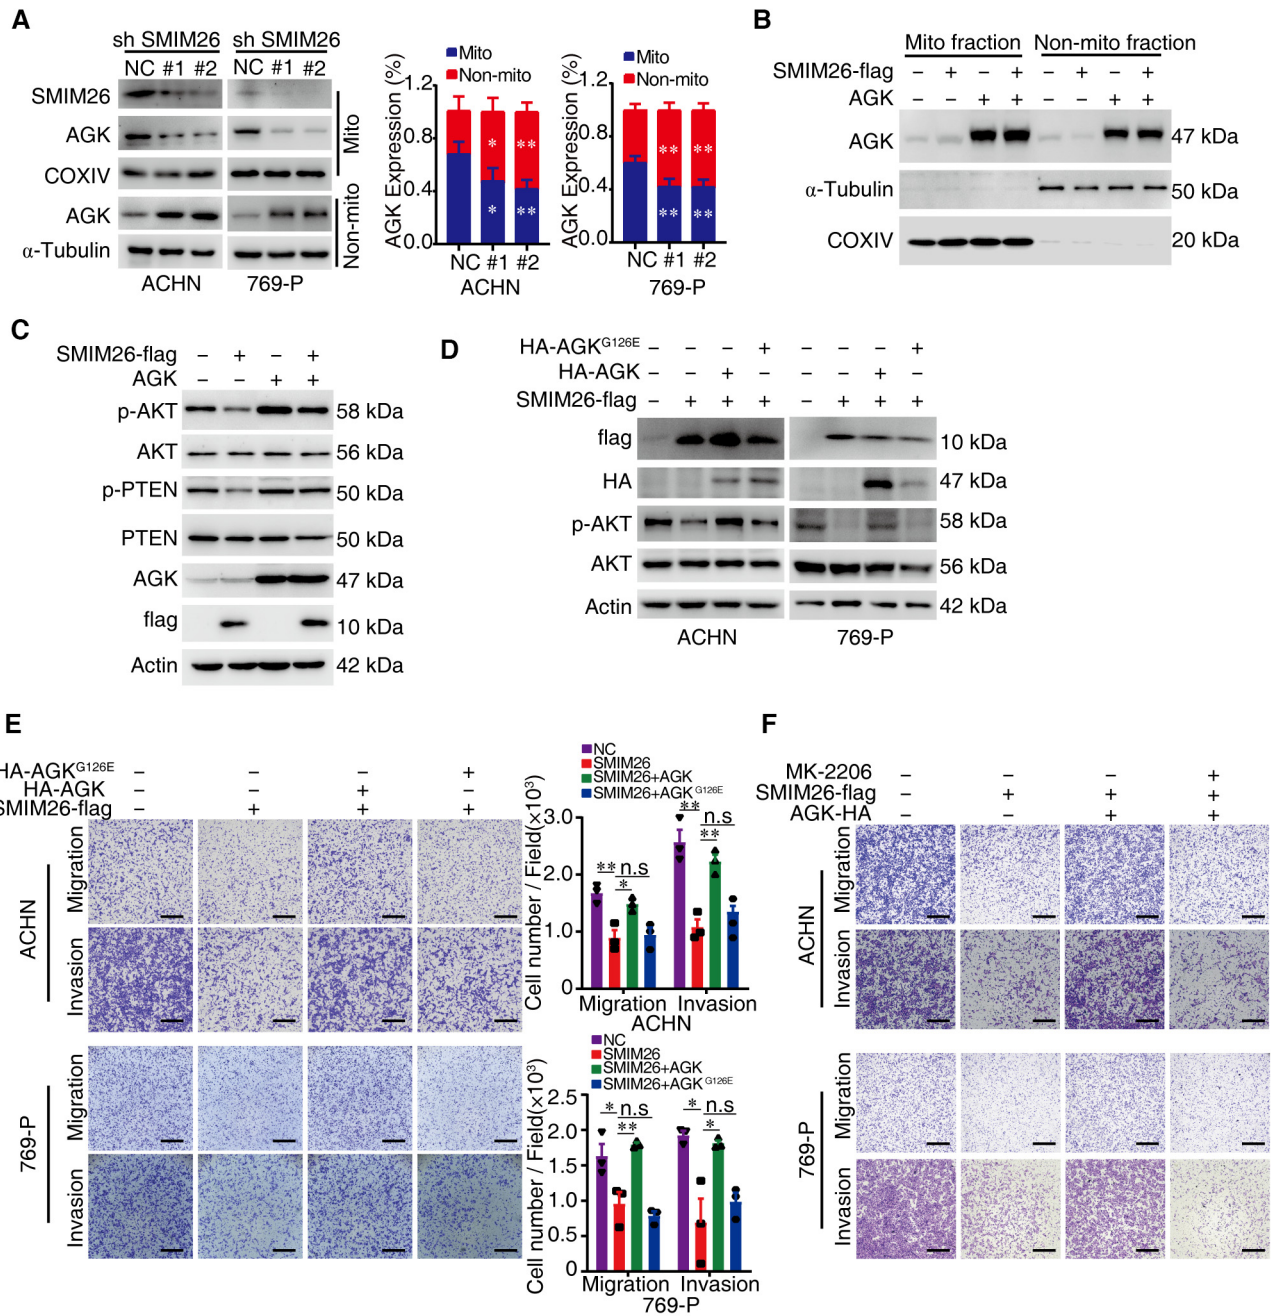 A
sh SMIM26 sh SMIM26
NC #1 #2 NC #1 #2
SMIM26
AGK
COXIV
AGK
α-Tubulin
Mito
Non-mito
ACHN 769-P
Mito
Non-mito
AGK Expression (%)
1.2
0.8
0.4
0.0
* **
* **
NC #1 #2
ACHN
Mito
Non-mito
AGK Expression (%)
1.2
0.8
0.4
0.0
** **
** **
NC #1 #2
769-P
B
Mito fraction Non-mito fraction
SMIM26-flag – + – + – + – +
AGK – – + + – – + +
AGK 47 kDa
α-Tubulin 50 kDa
COXIV 20 kDa
C
SMIM26-flag – + – +
AGK – – + +
p-AKT 58 kDa
AKT 56 kDa
p-PTEN 50 kDa
PTEN 50 kDa
AGK 47 kDa
flag 10 kDa
Actin 42 kDa
D
HA-AGKG126E – – – + – – – +
HA-AGK – – + – – – + –
SMIM26-flag – + + + – + + +
flag 10 kDa
HA 47 kDa
p-AKT 58 kDa
AKT 56 kDa
Actin 42 kDa
ACHN 769-P
E
HA-AGKG126E – – – +
HA-AGK – – + –
SMIM26-flag – + + +
ACHN
Migration
Invasion
769-P
Migration
Invasion
NC
SMIM26
SMIM26+AGK
SMIM26+AGK G126E
Cell number / Field(×10³)
3.0
2.0
1.0
0
** n.s
*
** n.s
**
Migration Invasion
ACHN
NC
SMIM26
SMIM26+AGK
SMIM26+AGK G126E
Cell number / Field(×10³)
2.5
2.0
1.5
1.0
0.5
0
* n.s
**
* n.s
*
Migration Invasion
769-P
F
MK-2206 – – – +
SMIM26-flag – + + +
AGK-HA – – + +
ACHN
Migration
Invasion
769-P
Migration
Invasion